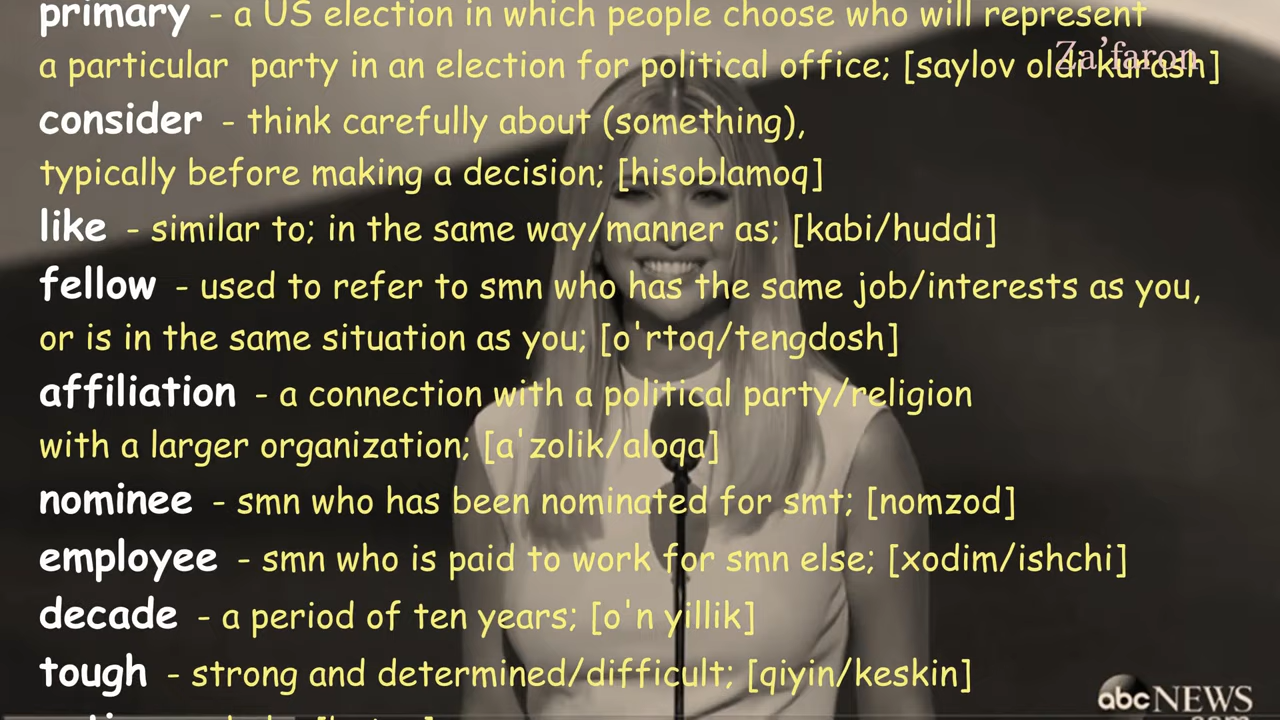 primary - a US election in which people choose who will represent
Za'faron
a particular party in an election for political office; [saylov oldi kurash]
consider - think carefully about (something),
typically before making a decision; [hisoblamoq]
like - similar to; in the same way/manner as; [kabi/huddi]
fellow - used to refer to smn who has the same job/interests as you,
or is in the same situation as you; [o'rtoq/tengdosh]
affiliation - a connection with a political party/religion
with a larger organization; [a'zolik/aloqa]
nominee - smn who has been nominated for smt; [nomzod]
employee - smn who is paid to work for smn else; [xodim/ishchi]
decade - a period of ten years; [o'n yillik]
tough - strong and determined/difficult; [qiyin/keskin]
abc NEWS